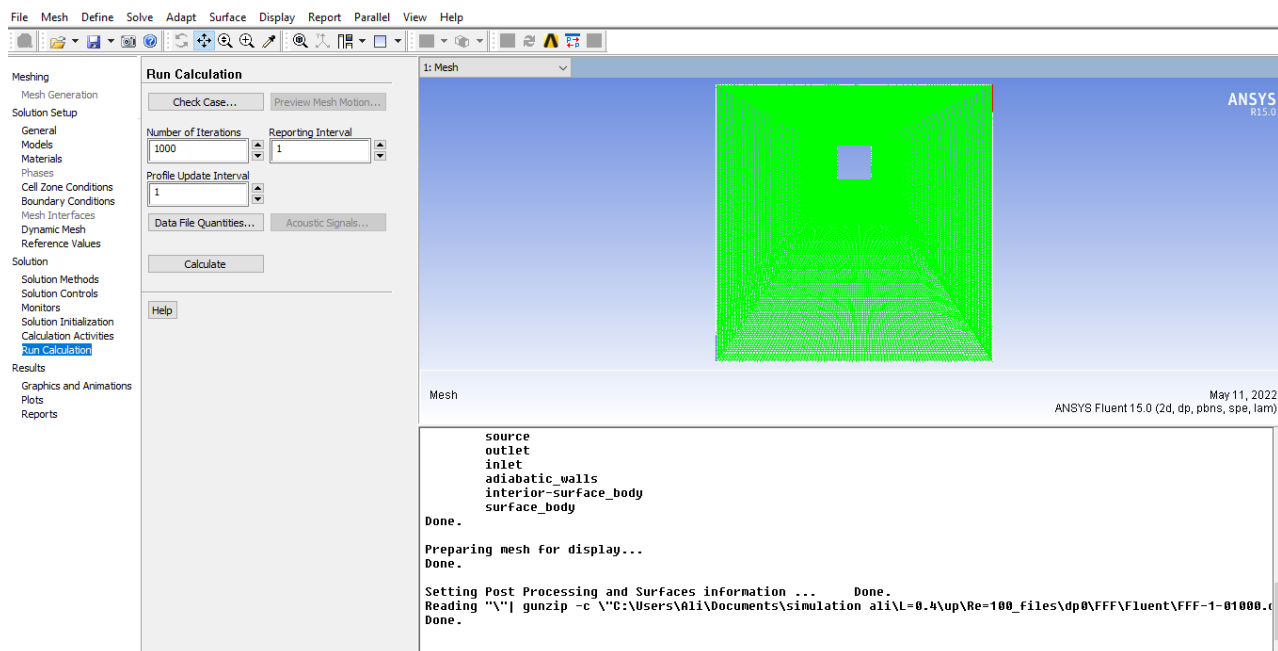 File Mesh Define Solve Adapt Surface Display Report Parallel View Help
Meshing
Mesh Generation
Solution Setup
General
Models
Materials
Phases
Cell Zone Conditions
Boundary Conditions
Mesh Interfaces
Dynamic Mesh
Reference Values
Solution
Solution Methods
Solution Controls
Monitors
Solution Initialization
Calculation Activities
Run Calculation
Results
Graphics and Animations
Plots
Reports
Run Calculation
Check Case... Preview Mesh Motion...
Number of Iterations Reporting Interval
1000 1
Profile Update Interval
1
Data File Quantities... Acoustic Signals...
Calculate
Help
1: Mesh
ANSYS
R15.0
Mesh May 11, 2022
ANSYS Fluent 15.0 (2d, dp, pbns, spe, lam)
source
outlet
inlet
adiabatic_walls
interior-surface_body
surface_body
Done.
Preparing mesh for display...
Done.
Setting Post Processing and Surfaces information ... Done.
Reading "\"| gunzip -c \"C:\Users\Ali\Documents\simulation ali\L=0.4\up\Re=100_files\dp0\FFF\Fluent\FFF-1-01000.
Done.